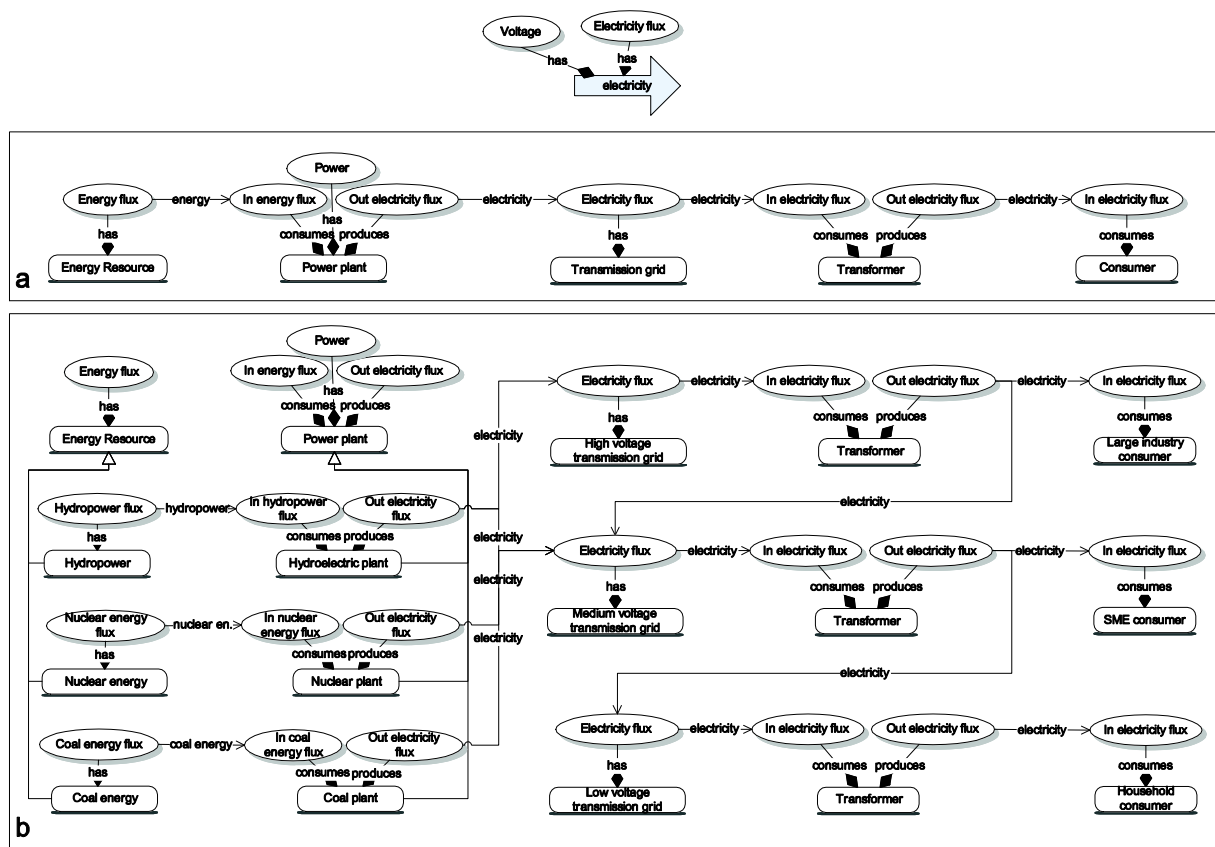 Voltage
Electricity flux
has
has
electricity
Power
Energy flux
energy
In energy flux
Out electricity flux
electricity
Electricity flux
electricity
In electricity flux
Out electricity flux
electricity
In electricity flux
has
has
consumes
produces
has
consumes
produces
consumes
Energy Resource
Power plant
Transmission grid
Transformer
Consumer
a
Power
Energy flux
In energy flux
Out electricity flux
Electricity flux
electricity
In electricity flux
Out electricity flux
electricity
In electricity flux
has
has
consumes
produces
has
consumes
produces
consumes
Energy Resource
Power plant
electricity
High voltage
transmission grid
Transformer
Large industry
consumer
Hydropower flux
hydropower
In hydropower
flux
Out electricity flux
electricity
has
consumes
produces
electricity
Hydropower
Hydroelectric plant
Electricity flux
electricity
In electricity flux
Out electricity flux
electricity
In electricity flux
electricity
has
consumes
produces
consumes
Medium voltage
transmission grid
Transformer
SME consumer
Nuclear energy
flux
nuclear en.
In nuclear
energy flux
Out electricity flux
electricity
has
consumes
produces
Nuclear energy
Nuclear plant
electricity
Coal energy flux
coal energy
In coal
energy flux
Out electricity
flux
Electricity flux
electricity
In electricity flux
Out electricity flux
electricity
In electricity flux
has
consumes
produces
has
consumes
produces
consumes
Coal energy
Coal plant
Low voltage
transmission grid
Transformer
Household
consumer
b